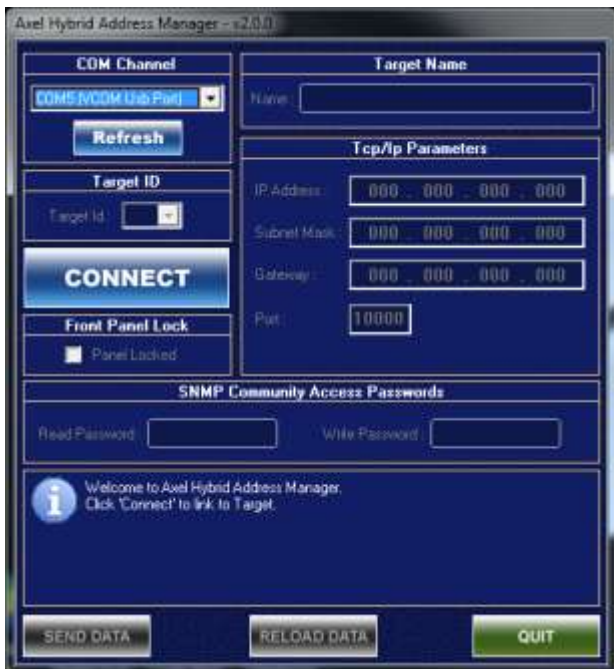 Axel Hybrid Address Manager - v2.0.0
COM Channel
COM5 (VCOM Usb Port)
Refresh
Target Name
Name :
Target ID
Target Id :
Tcp/Ip Parameters
IP Address :
000 . 000 . 000 . 000
Subnet Mask :
000 . 000 . 000 . 000
Gateway :
000 . 000 . 000 . 000
Port :
10000
CONNECT
Front Panel Lock
Panel Locked
SNMP Community Access Passwords
Read Password :
Write Password :
Welcome to Axel Hybrid Address Manager.
Click 'Connect' to link to Target.
SEND DATA
RELOAD DATA
QUIT